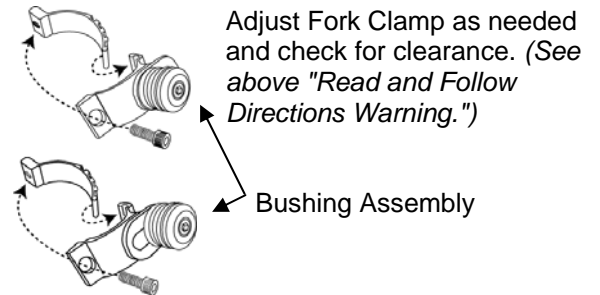 Adjust Fork Clamp as needed
and check for clearance. (See
above "Read and Follow
Directions Warning.")
Bushing Assembly